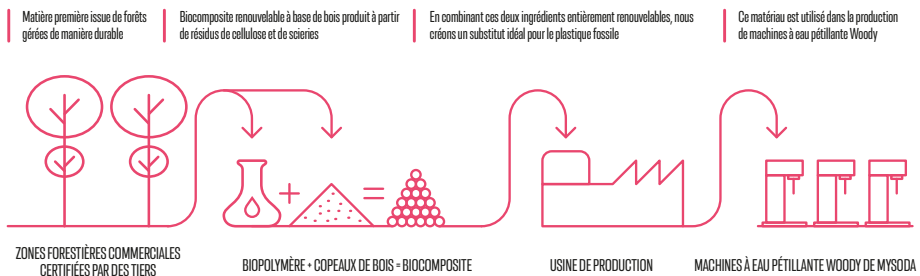 Matière première issue de forêts
gérées de manière durable
Biocomposite renouvelable à base de bois produit à partir
de résidus de cellulose et de scieries
En combinant ces deux ingrédients entièrement renouvelables, nous
créons un substitut idéal pour le plastique fossile
Ce matériau est utilisé dans la production
de machines à eau pétillante Woody
ZONES FORESTIÈRES COMMERCIALES
CERTIFIÉES PAR DES TIERS
BIOPOLYMÈRE + COPEAUX DE BOIS = BIOCOMPOSITE
USINE DE PRODUCTION
MACHINES À EAU PÉTILLANTE WOODY DE MYSODA